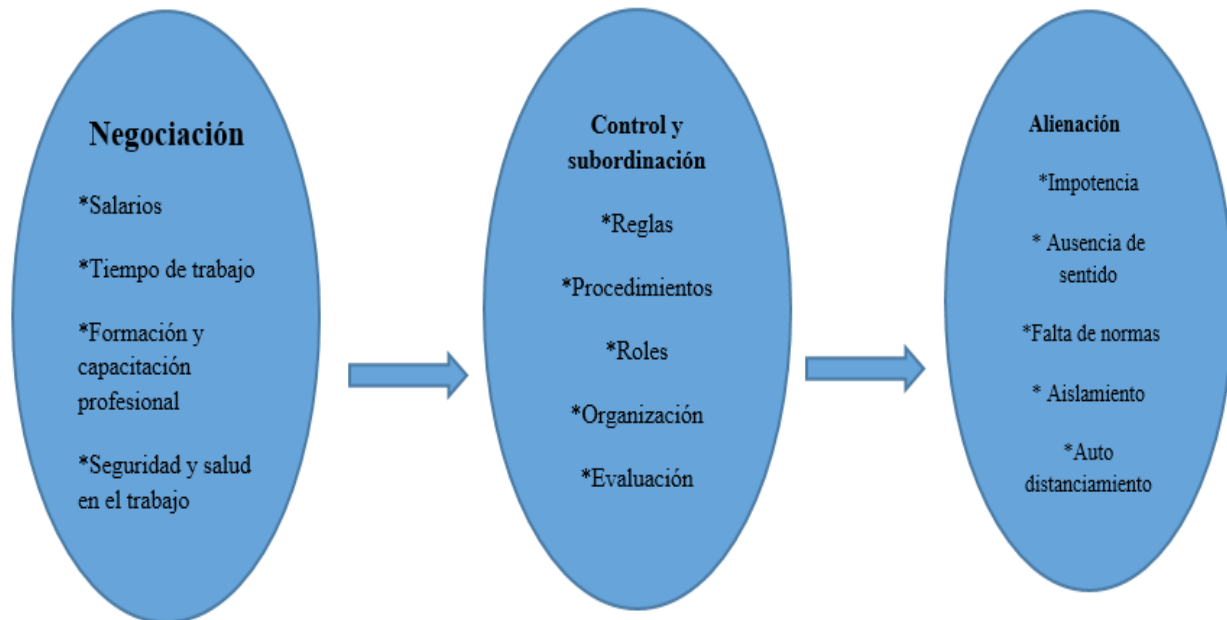 Negociación
*Salarios
*Tiempo de trabajo
*Formación y
capacitación
profesional
*Seguridad y salud
en el trabajo
Control y
subordinación
*Reglas
*Procedimientos
*Roles
*Organización
*Evaluación
Alienación
*Impotencia
* Ausencia de
sentido
*Falta de normas
* Aislamiento
*Auto
distanciamiento